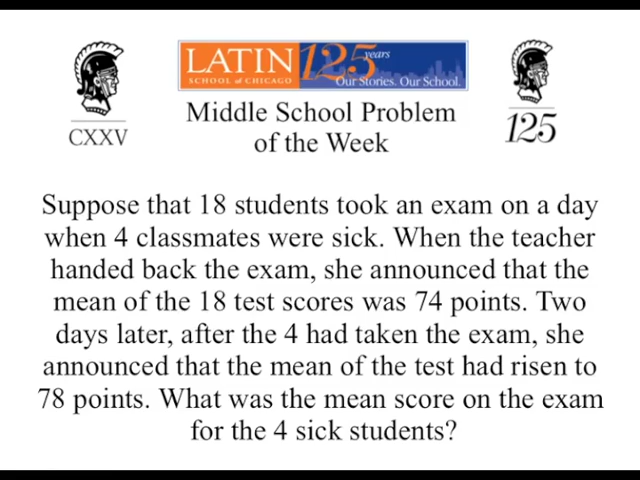 LATIN 125 years
SCHOOL of CHICAGO Our Stories. Our School.
CXXV
125
Middle School Problem
of the Week
Suppose that 18 students took an exam on a day
when 4 classmates were sick. When the teacher
handed back the exam, she announced that the
mean of the 18 test scores was 74 points. Two
days later, after the 4 had taken the exam, she
announced that the mean of the test had risen to
78 points. What was the mean score on the exam
for the 4 sick students?